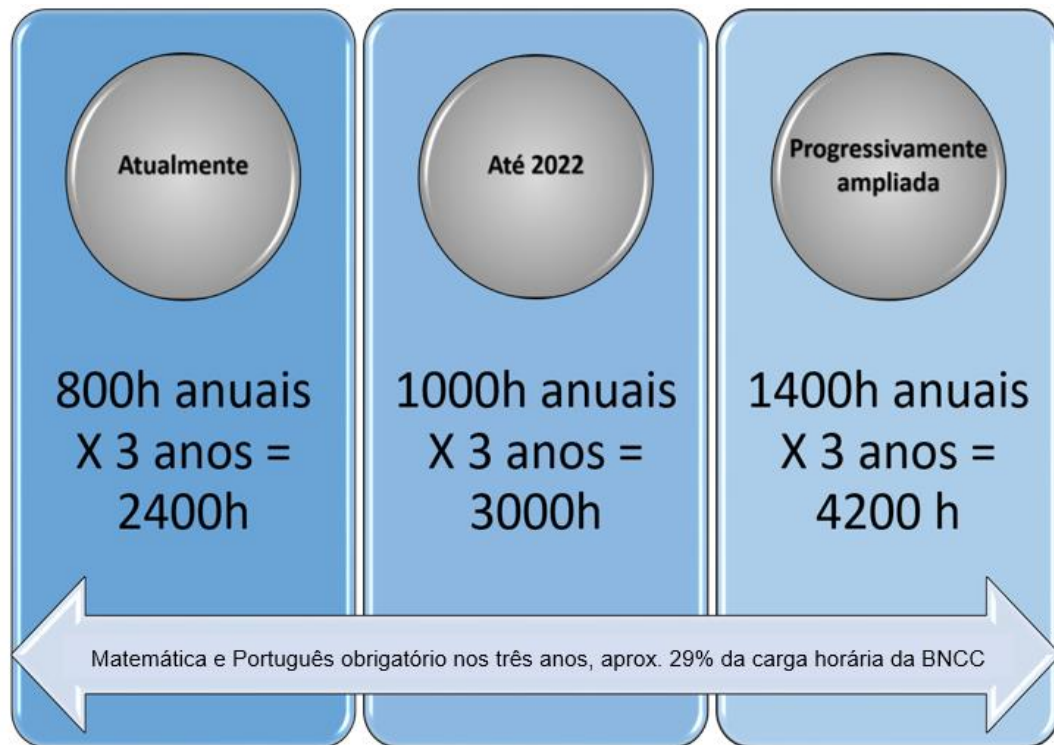 Atualmente
800h anuais
X 3 anos =
2400h
Até 2022
1000h anuais
X 3 anos =
3000h
Progressivamente
ampliada
1400h anuais
X 3 anos =
4200 h
Matemática e Português obrigatório nos três anos, aprox. 29% da carga horária da BNCC